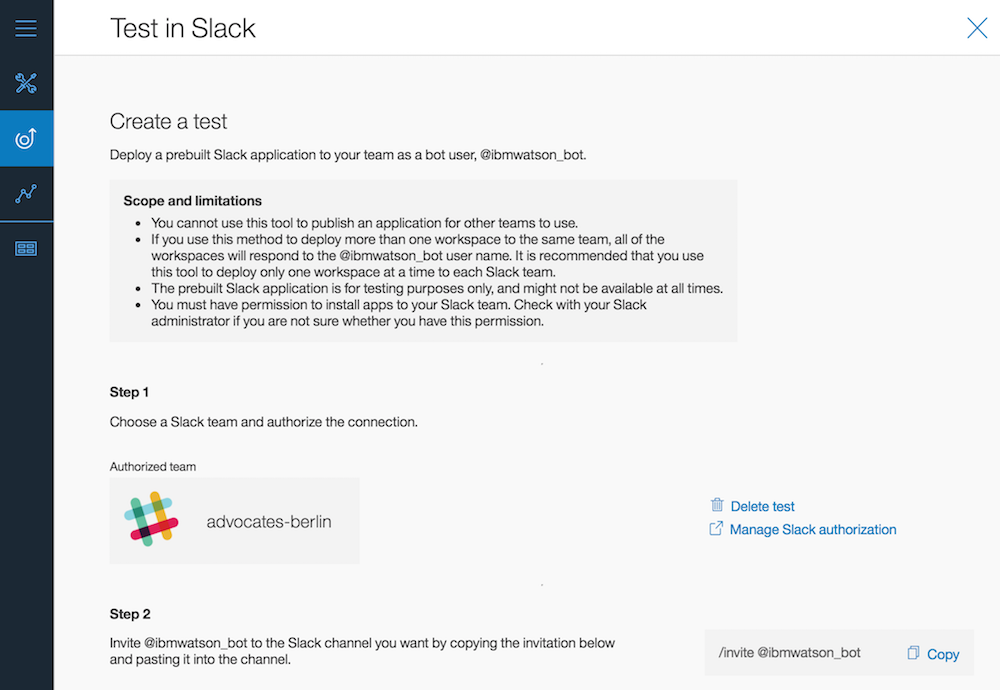 Test in Slack
Create a test
Deploy a prebuilt Slack application to your team as a bot user, @ibmwatson_bot.
Scope and limitations
• You cannot use this tool to publish an application for other teams to use.
• If you use this method to deploy more than one workspace to the same team, all of the
workspaces will respond to the @ibmwatson_bot user name. It is recommended that you use
this tool to deploy only one workspace at a time to each Slack team.
• The prebuilt Slack application is for testing purposes only, and might not be available at all times.
• You must have permission to install apps to your Slack team. Check with your Slack
administrator if you are not sure whether you have this permission.
Step 1
Choose a Slack team and authorize the connection.
Authorized team
advocates-berlin
Delete test
Manage Slack authorization
Step 2
Invite @ibmwatson_bot to the Slack channel you want by copying the invitation below
and pasting it into the channel.
/invite @ibmwatson_bot
Copy